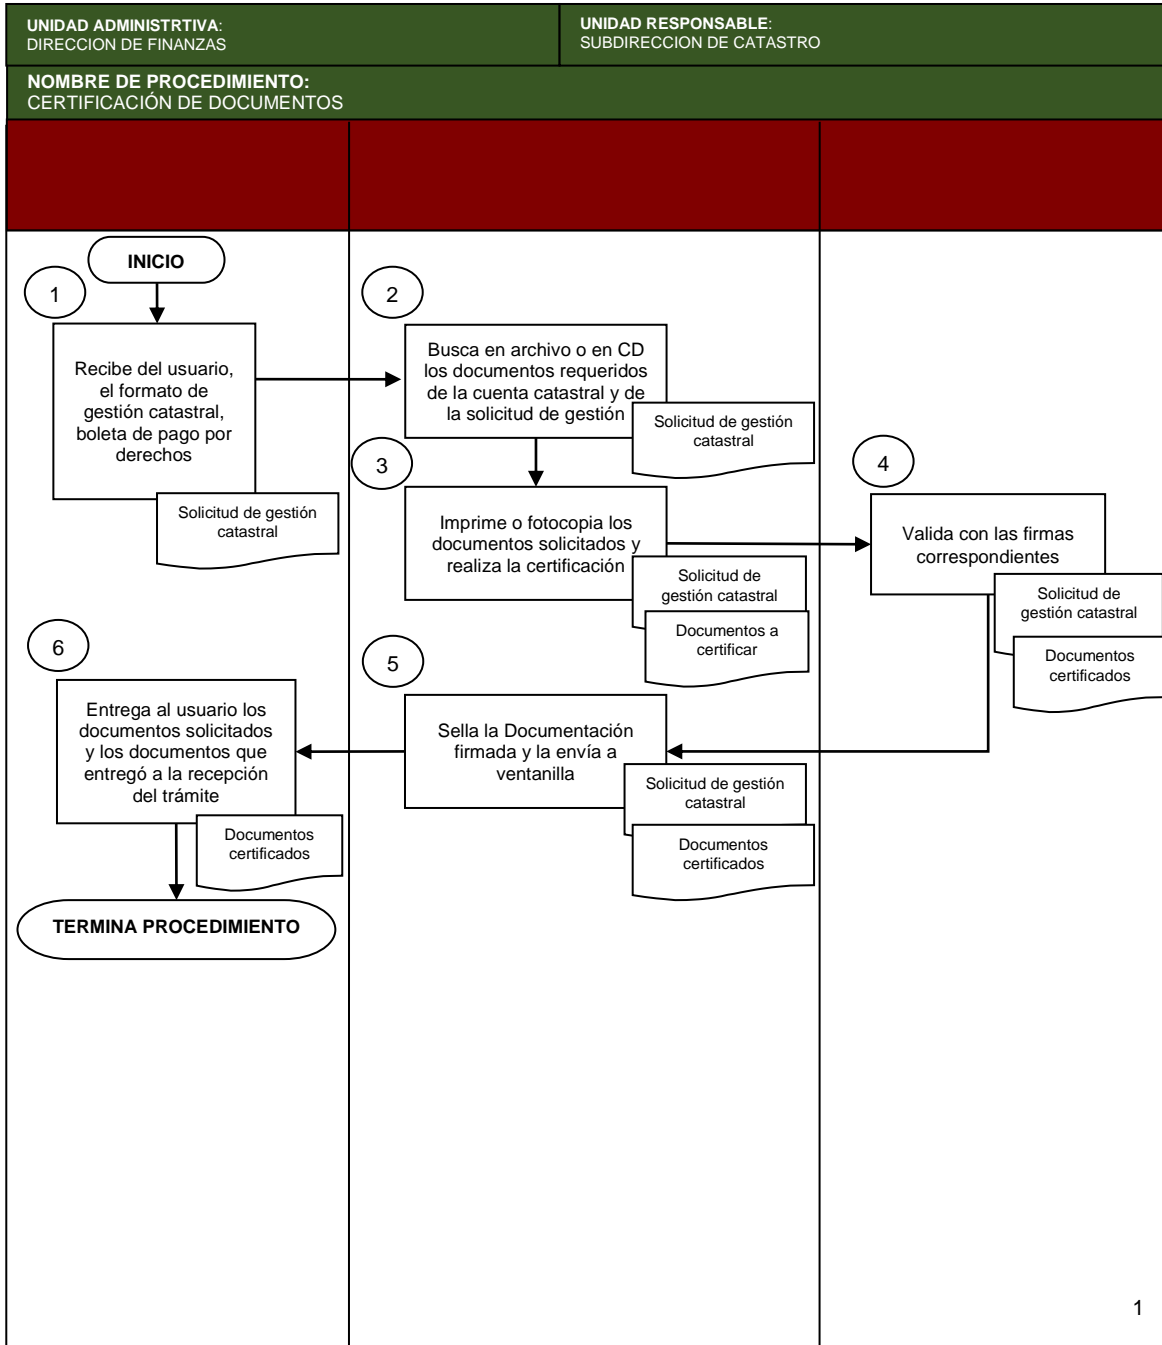 UNIDAD ADMINISTRTIVA:
DIRECCION DE FINANZAS
UNIDAD RESPONSABLE:
SUBDIRECCION DE CATASTRO
NOMBRE DE PROCEDIMIENTO:
CERTIFICACIÓN DE DOCUMENTOS
INICIO
1
Recibe del usuario,
el formato de
gestión catastral,
boleta de pago por
derechos
Solicitud de gestión
catastral
2
Busca en archivo o en CD
los documentos requeridos
de la cuenta catastral y de
la solicitud de gestión
Solicitud de gestión
catastral
3
Imprime o fotocopia los
documentos solicitados y
realiza la certificación
Solicitud de
gestión catastral
Documentos a
certificar
4
Valida con las firmas
correspondientes
Solicitud de
gestión catastral
Documentos
certificados
5
Sella la Documentación
firmada y la envía a
ventanilla
Solicitud de gestión
catastral
Documentos
certificados
6
Entrega al usuario los
documentos solicitados
y los documentos que
entregó a la recepción
del trámite
Documentos
certificados
TERMINA PROCEDIMIENTO
1